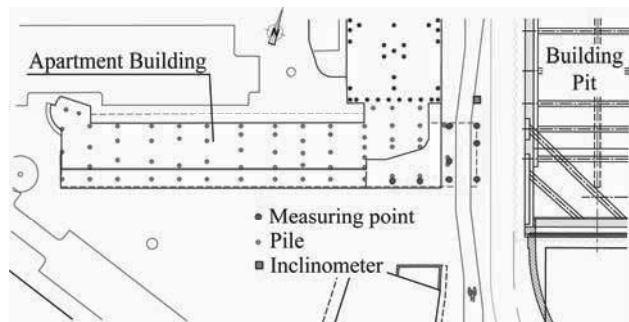 N
Apartment Building
Building
Pit
Measuring point
Pile
Inclinometer